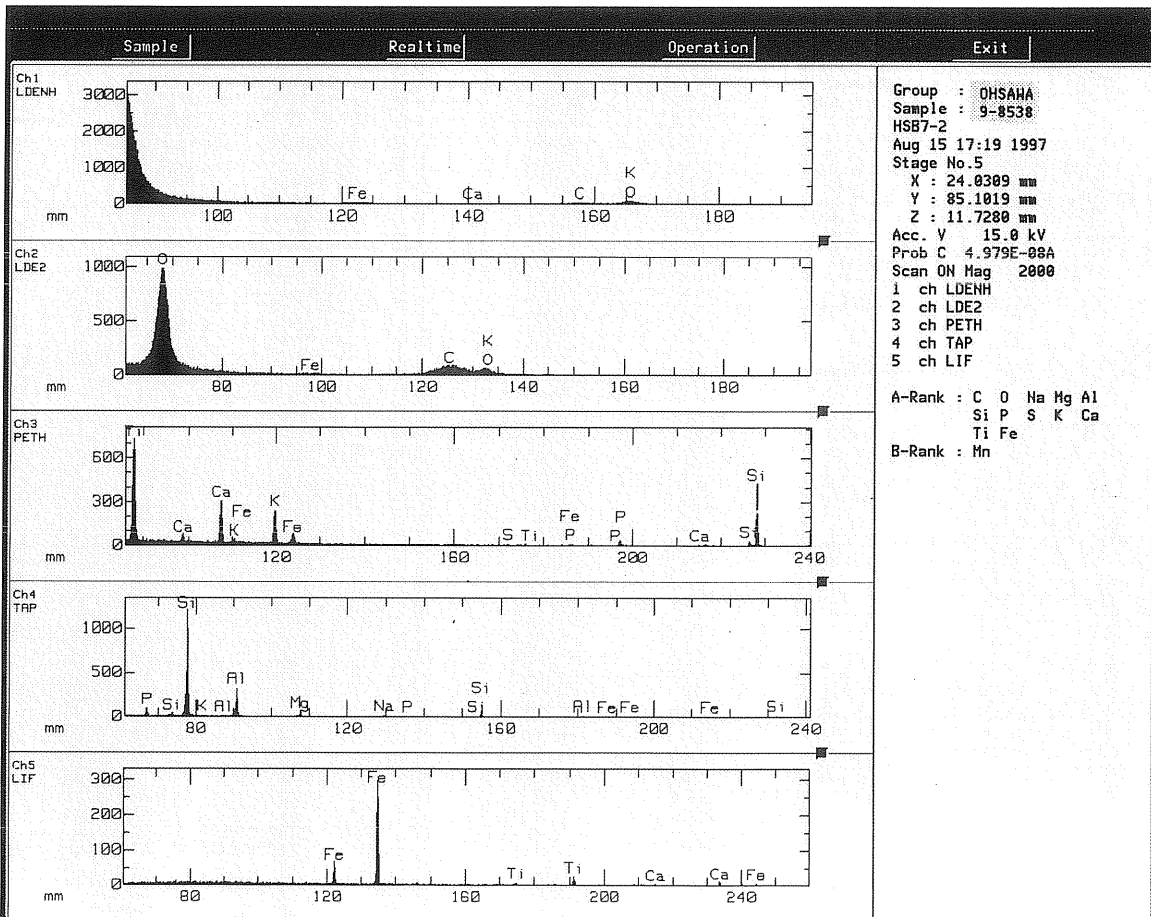 Sample Realtime Operation Exit
Ch1
LDENH
3000
2000
1000
0
K
Fe Ca C O
mm 100 120 140 160 180
Ch2
LDE2
1000
500
0
O
K
Fe C O
mm 80 100 120 140 160 180
Ch3
PETH
600
300
0
Ca Fe K Si
Ca K Fe S Ti Fe P P P Ca Si
mm 120 160 200 240
Ch4
TAP
1000
500
0
Si
Al Si
P Si K Al Mg Na P Si Al Fe Fe Fe Si
mm 80 120 160 200 240
Ch5
LIF
300
200
100
0
Fe
Fe Ti Ti Ca Ca Fe
mm 80 120 160 200 240
Group : OHSAWA
Sample : 9-8538
HSB7-2
Aug 15 17:19 1997
Stage No.5
X : 24.0309 mm
Y : 85.1019 mm
Z : 11.7280 mm
Acc. V 15.0 kV
Prob C 4.979E-08A
Scan ON Mag 2000
1 ch LDENH
2 ch LDE2
3 ch PETH
4 ch TAP
5 ch LIF
A-Rank : C O Na Mg Al
Si P S K Ca
Ti Fe
B-Rank : Mn